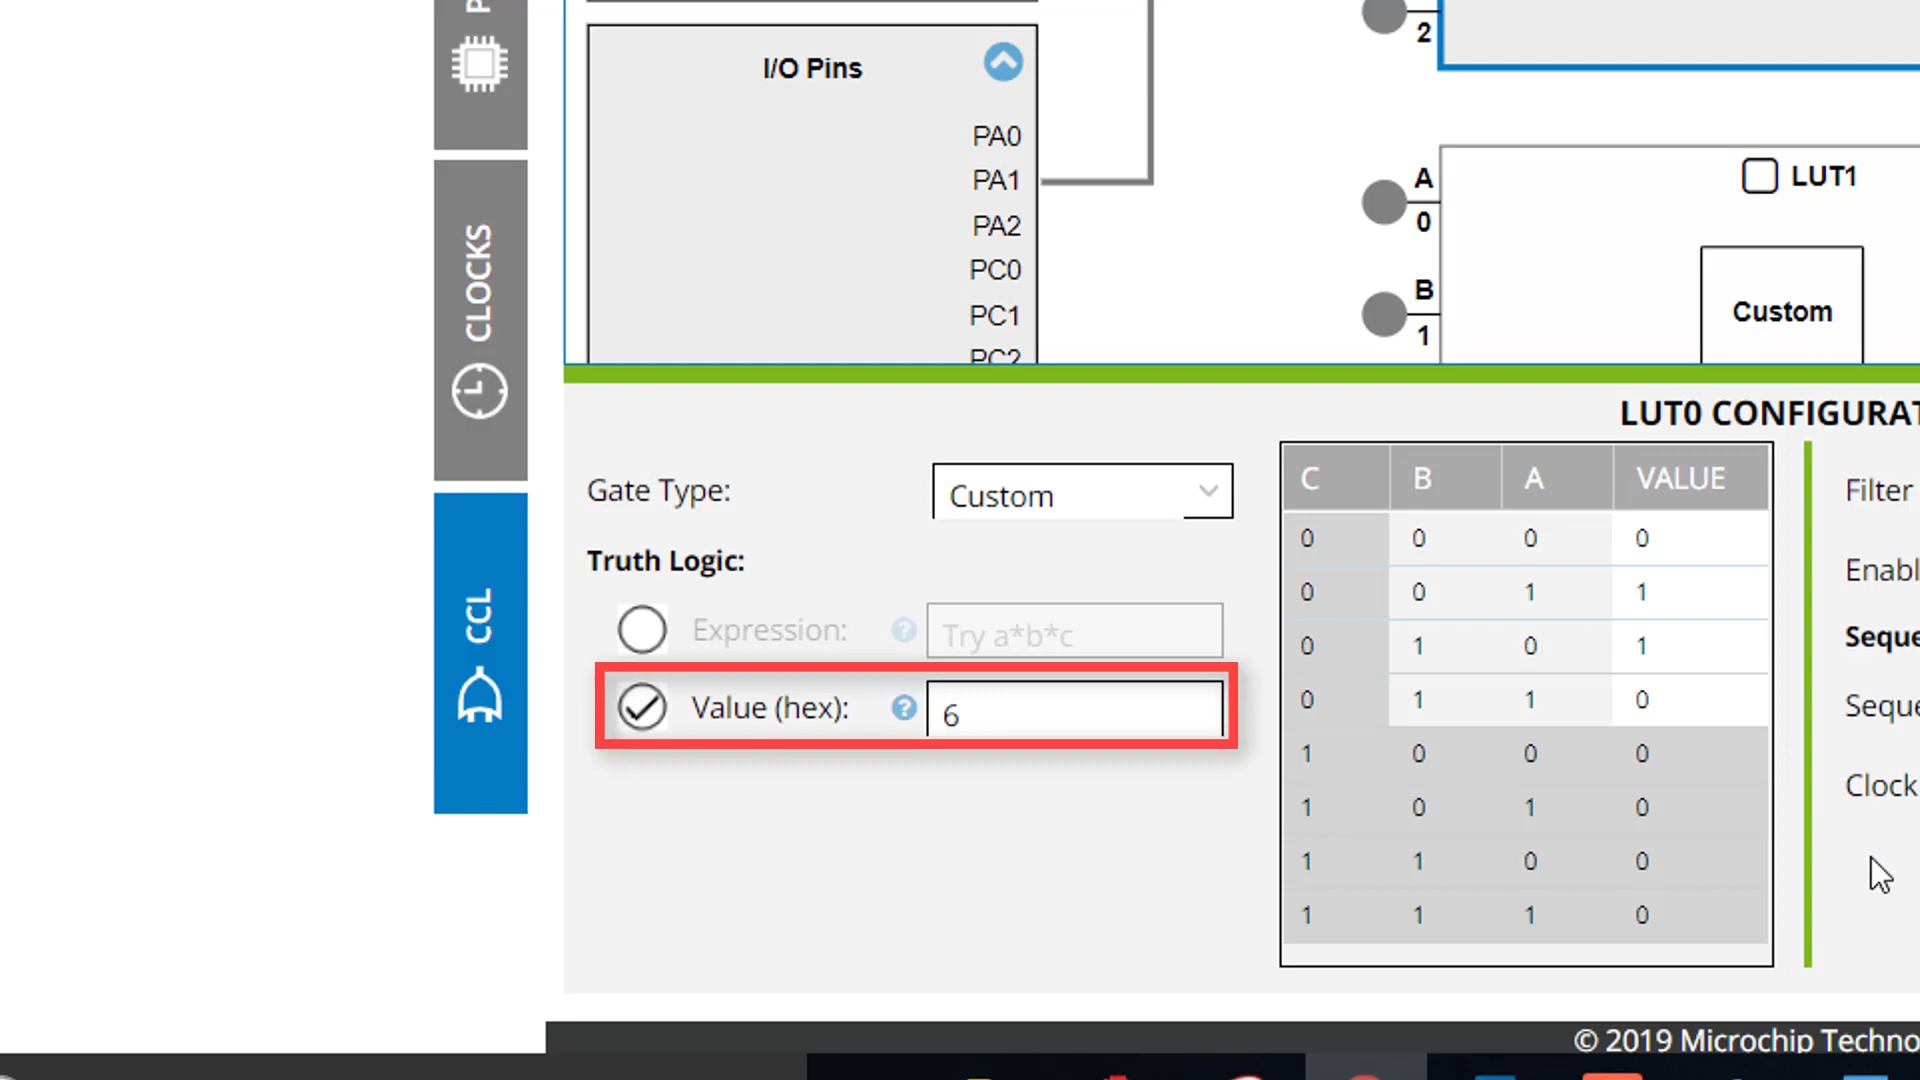 P
CLOCKS
CCL
I/O Pins
PA0
PA1
PA2
PC0
PC1
PC2
2
A
0
B
1
LUT1
Custom
LUT0 CONFIGURAT
Gate Type:
Custom
Truth Logic:
Expression:
?
Try a*b*c
Value (hex):
?
6
C B A VALUE
0 0 0 0
0 0 1 1
0 1 0 1
0 1 1 0
1 0 0 0
1 0 1 0
1 1 0 0
1 1 1 0
Filter
Enabl
Seque
Seque
Clock
© 2019 Microchip Techno